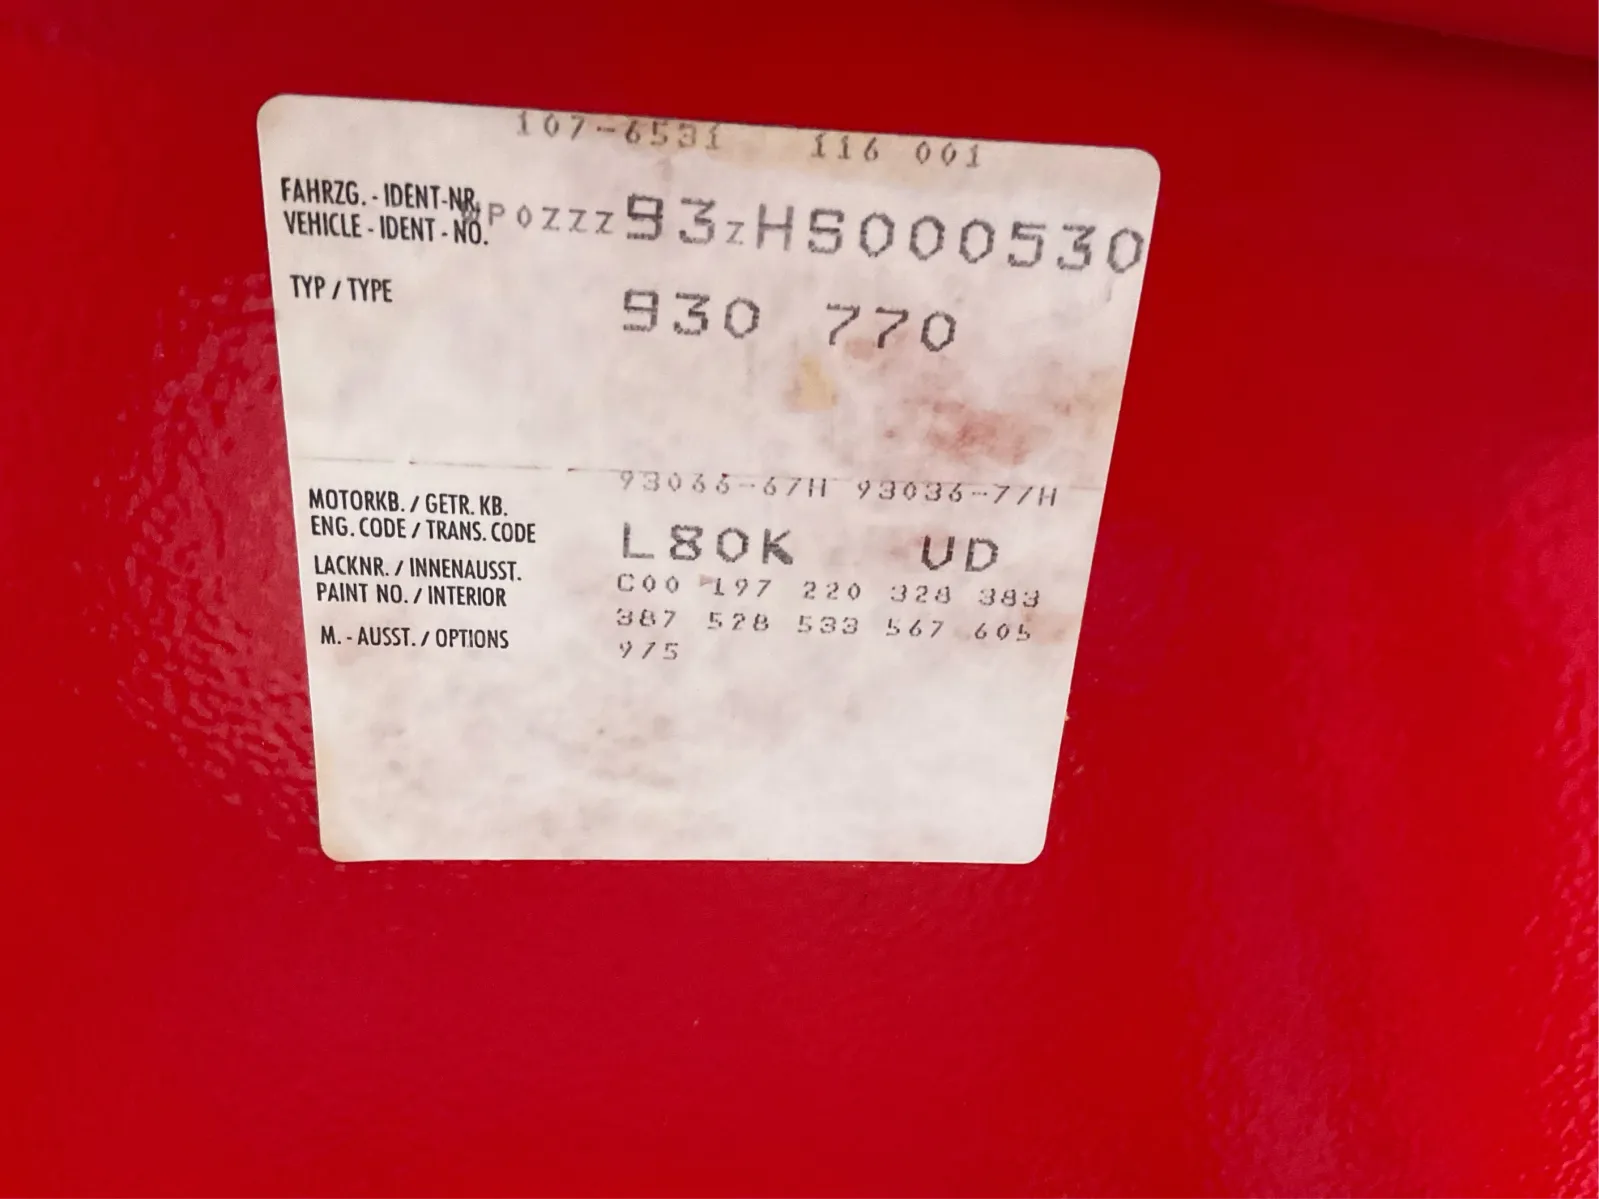 107-6531 116 001
FAHRZG. - IDENT-NR.
VEHICLE - IDENT - NO. WP0ZZZ93ZHS000530
TYP / TYPE 930 770
93066-67H 93036-77H
MOTORKB. / GETR. KB.
ENG. CODE / TRANS. CODE L80K UD
LACKNR. / INNENAUSST. C00 197 220 328 383
PAINT NO. / INTERIOR 387 528 533 567 605
M. - AUSST. / OPTIONS 975